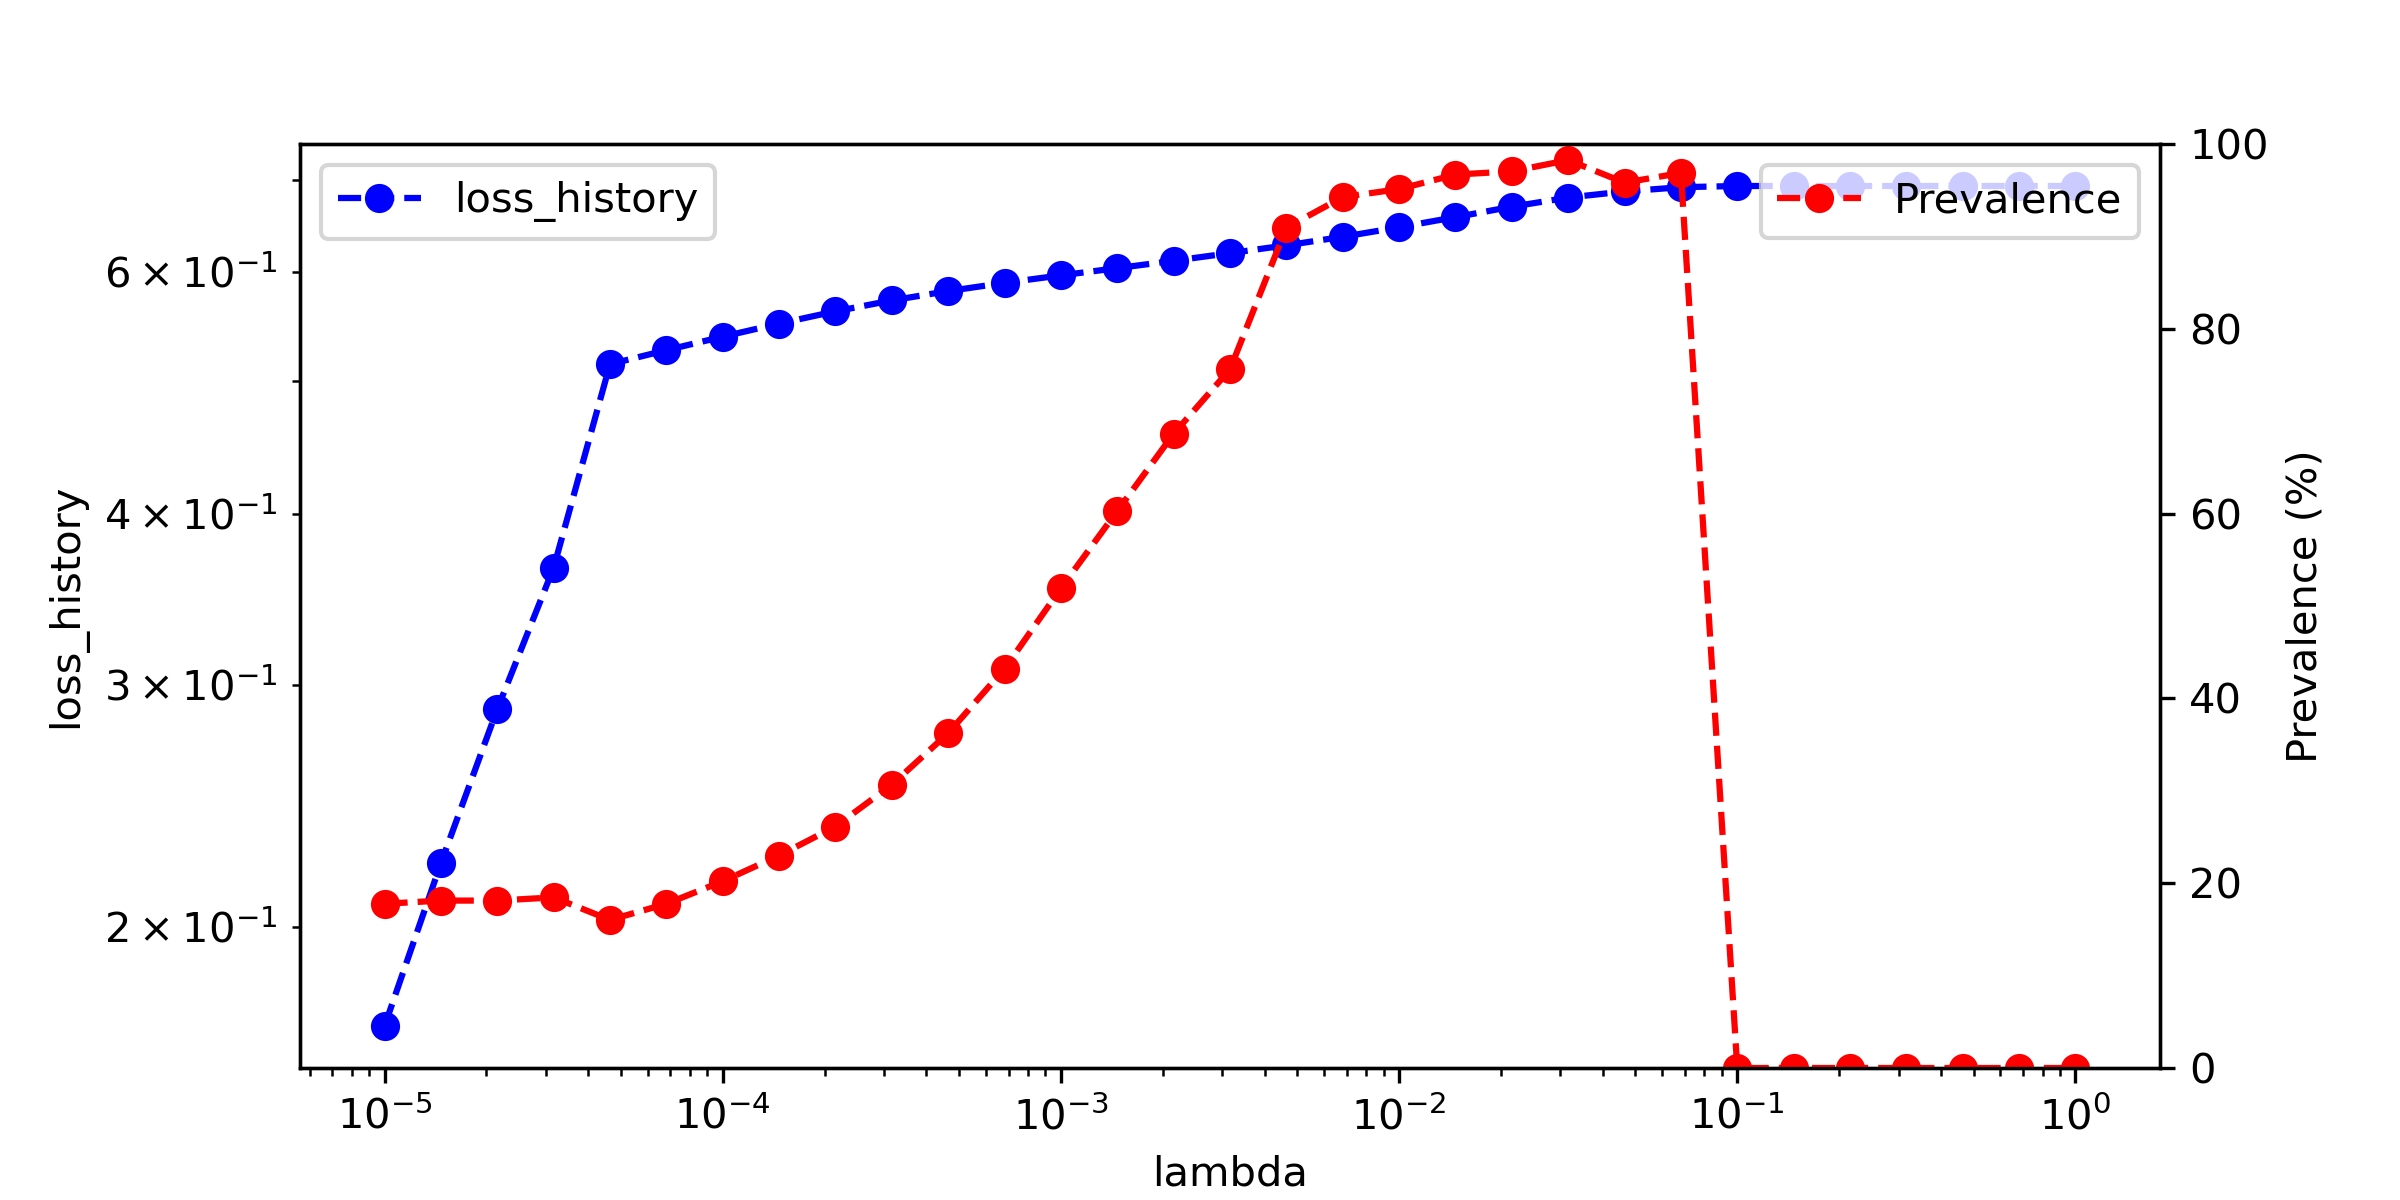 loss_history
Prevalence
6 × 10⁻¹
4 × 10⁻¹
3 × 10⁻¹
2 × 10⁻¹
loss_history
100
80
60
40
20
0
Prevalence (%)
10⁻⁵
10⁻⁴
10⁻³
10⁻²
10⁻¹
10⁰
lambda